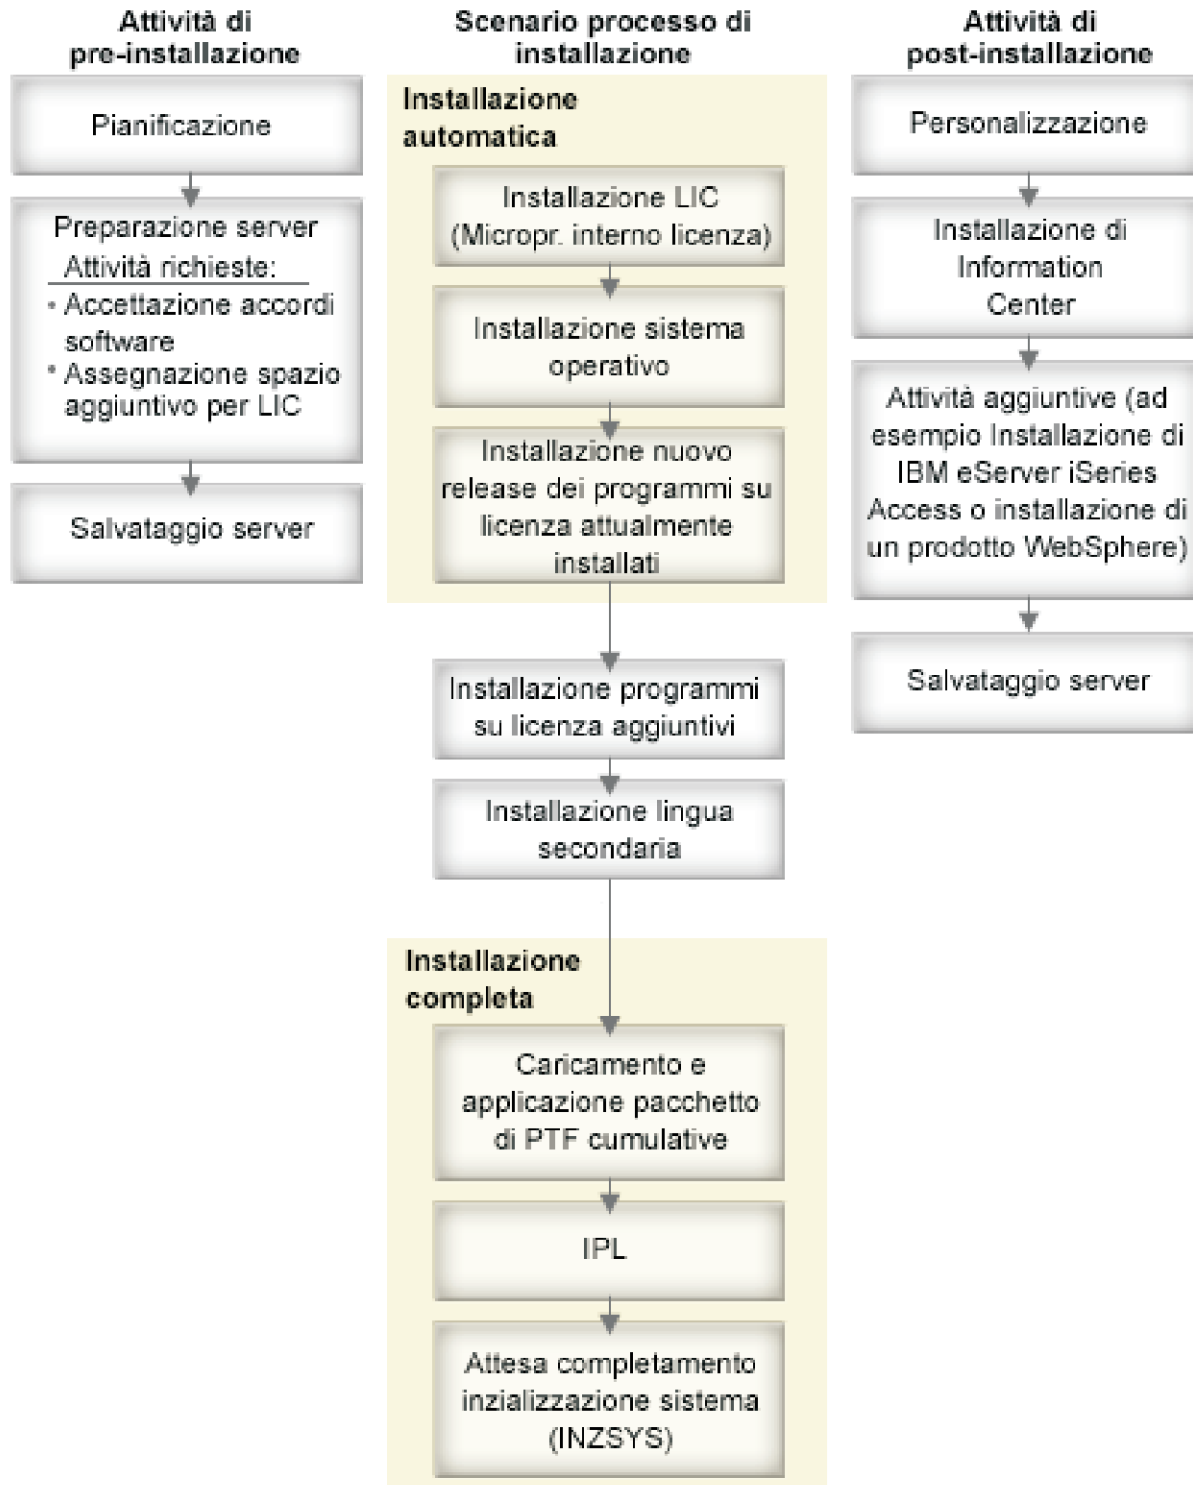 Attività di
pre-installazione
Pianificazione
Preparazione server
Attività richieste:
• Accettazione accordi
software
• Assegnazione spazio
aggiuntivo per LIC
Salvataggio server
Scenario processo di
installazione
Installazione
automatica
Installazione LIC
(Micropr. interno licenza)
Installazione sistema
operativo
Installazione nuovo
release dei programmi su
licenza attualmente
installati
Installazione programmi
su licenza aggiuntivi
Installazione lingua
secondaria
Installazione
completa
Caricamento e
applicazione pacchetto
di PTF cumulative
IPL
Attesa completamento
inzializzazione sistema
(INZSYS)
Attività di
post-installazione
Personalizzazione
Installazione di
Information
Center
Attività aggiuntive (ad
esempio Installazione di
IBM eServer iSeries
Access o installazione di
un prodotto WebSphere)
Salvataggio server